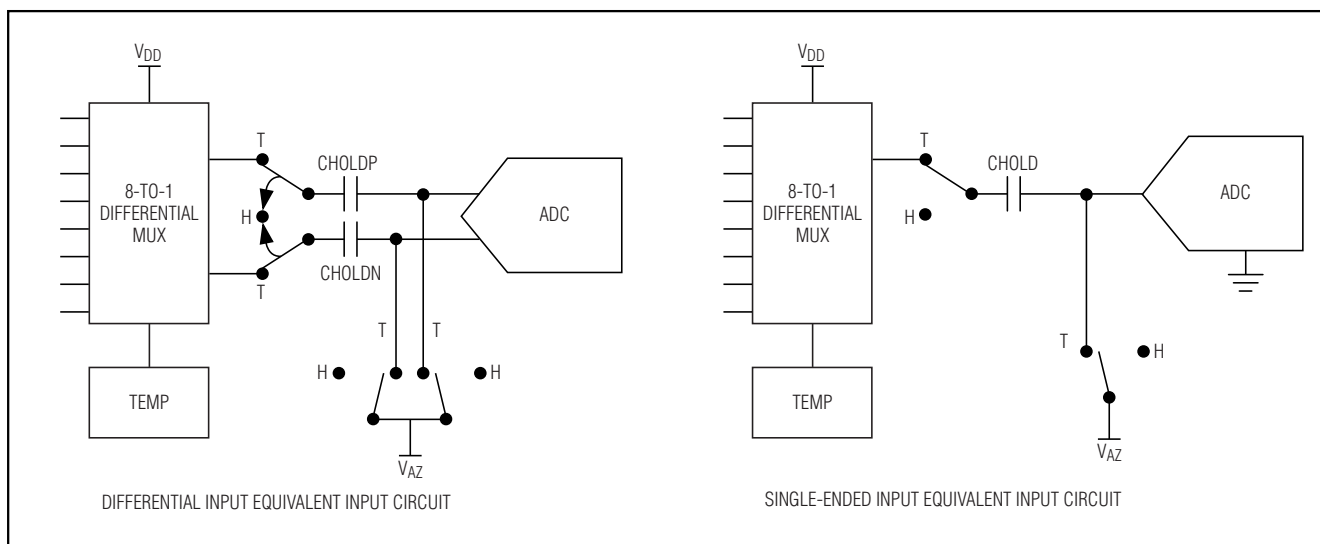 VDD
8-TO-1
DIFFERENTIAL
MUX
TEMP
T
H
T
CHOLDP
CHOLDN
ADC
T
T
H
H
VAZ
DIFFERENTIAL INPUT EQUIVALENT INPUT CIRCUIT
VDD
8-TO-1
DIFFERENTIAL
MUX
TEMP
T
H
CHOLD
ADC
T
H
VAZ
SINGLE-ENDED INPUT EQUIVALENT INPUT CIRCUIT